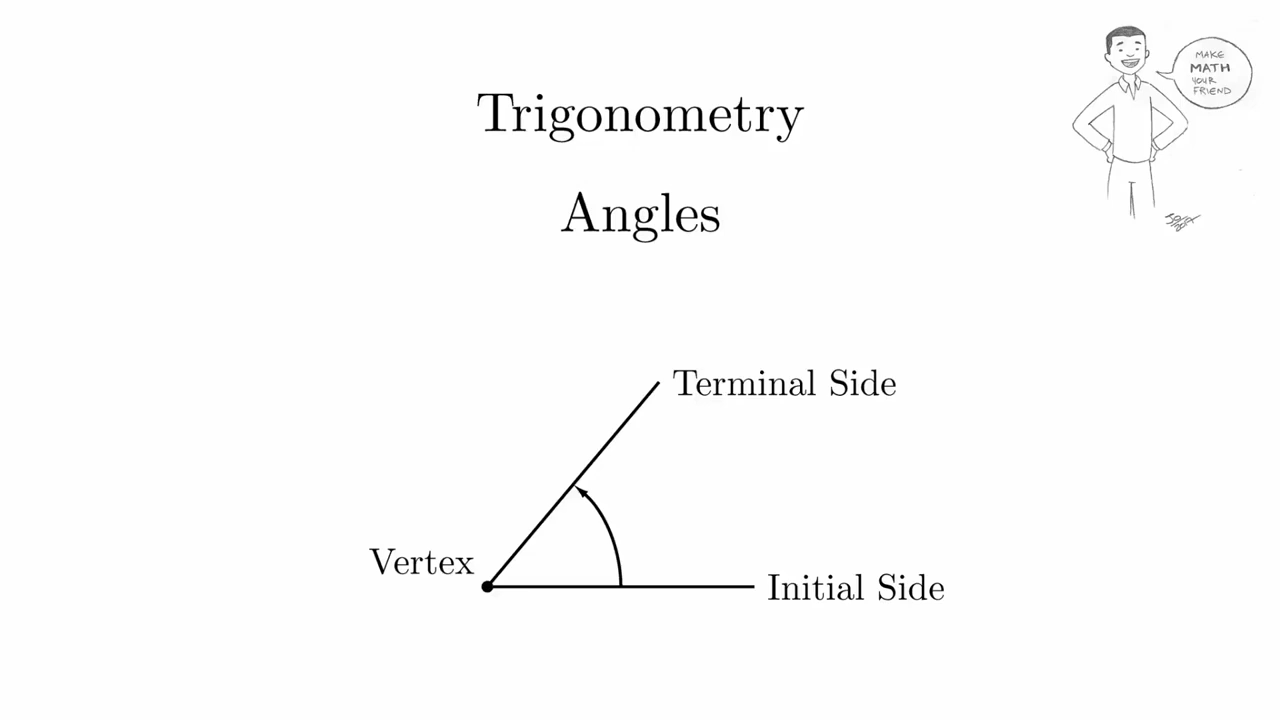 Trigonometry
Angles
MAKE
MATH
YOUR
FRIEND
Terminal Side
Vertex
Initial Side